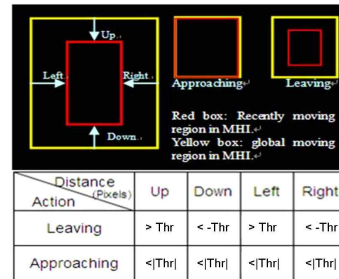 Up
Left
Right
Down
Approaching
Leaving
Red box: Recently moving
region in MHI.
Yellow box: global moving
region in MHI.
Distance (Pixels) Action Up Down Left Right
Leaving > Thr < -Thr > Thr < -Thr
Approaching <|Thr| <|Thr| <|Thr| <|Thr|